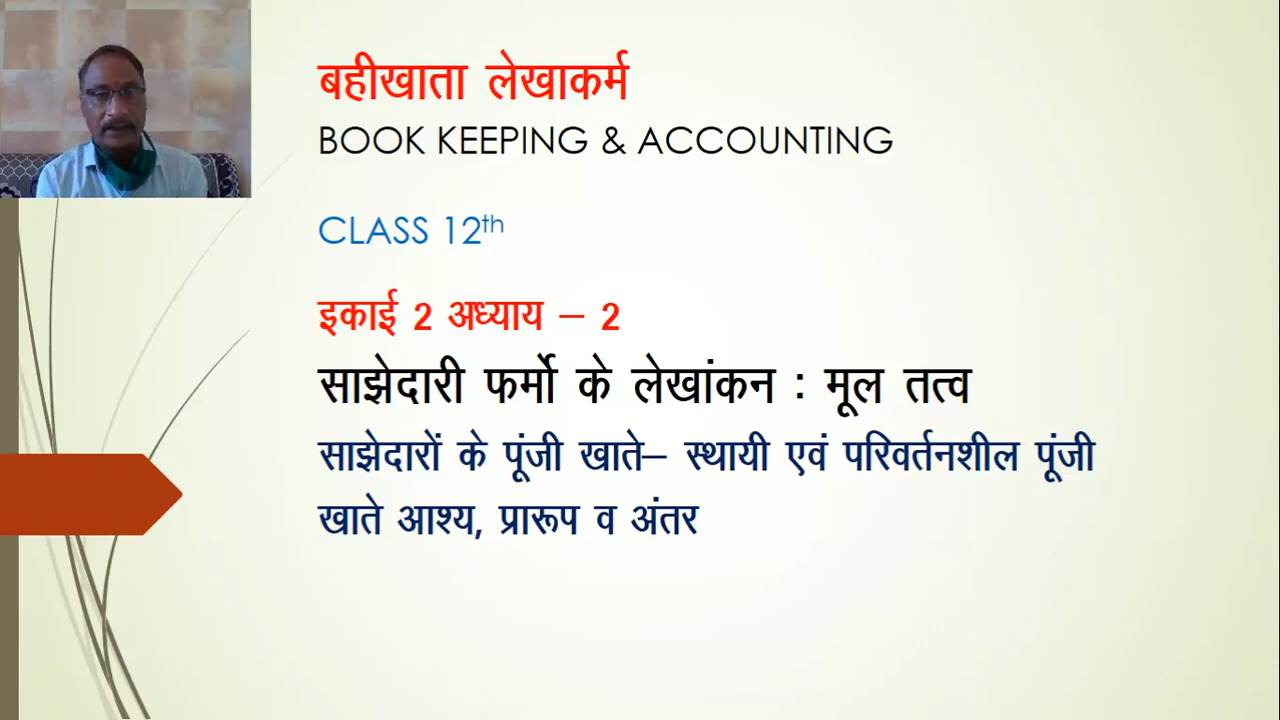 बहीखाता लेखाकर्म
BOOK KEEPING & ACCOUNTING
CLASS 12th
इकाई 2 अध्याय – 2
साझेदारी फर्मो के लेखांकन : मूल तत्व
साझेदारों के पूंजी खाते– स्थायी एवं परिवर्तनशील पूंजी
खाते आश्य, प्रारूप व अंतर